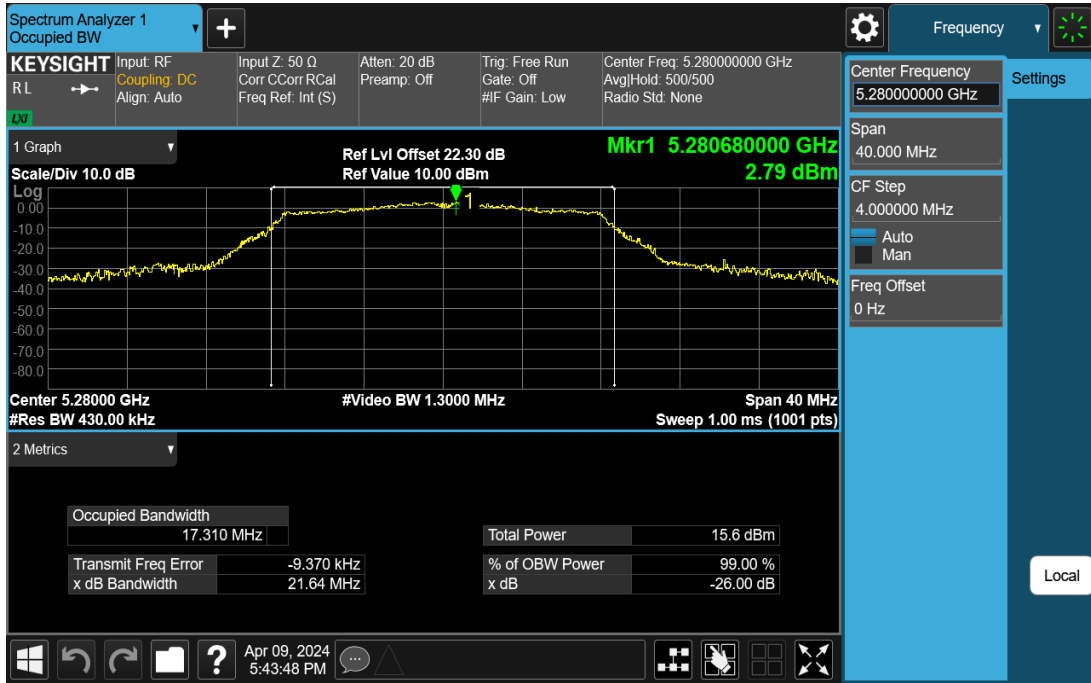 Spectrum Analyzer 1
Occupied BW
Frequency
KEYSIGHT
RL
LXI
Input: RF
Coupling: DC
Align: Auto
Input Z: 50 Ω
Corr CCorr RCal
Freq Ref: Int (S)
Atten: 20 dB
Preamp: Off
Trig: Free Run
Gate: Off
#IF Gain: Low
Center Freq: 5.280000000 GHz
Avg|Hold: 500/500
Radio Std: None
Center Frequency
5.280000000 GHz
Settings
Span
40.000 MHz
CF Step
4.000000 MHz
Auto
Man
Freq Offset
0 Hz
Local
1 Graph
Scale/Div 10.0 dB
Ref Lvl Offset 22.30 dB
Ref Value 10.00 dBm
Mkr1 5.280680000 GHz
2.79 dBm
Log
0.00
-10.0
-20.0
-30.0
-40.0
-50.0
-60.0
-70.0
-80.0
1
Center 5.28000 GHz
#Video BW 1.3000 MHz
Span 40 MHz
#Res BW 430.00 kHz
Sweep 1.00 ms (1001 pts)
2 Metrics
Occupied Bandwidth
17.310 MHz
Total Power 15.6 dBm
Transmit Freq Error -9.370 kHz
% of OBW Power 99.00 %
x dB Bandwidth 21.64 MHz
x dB -26.00 dB
Apr 09, 2024
5:43:48 PM